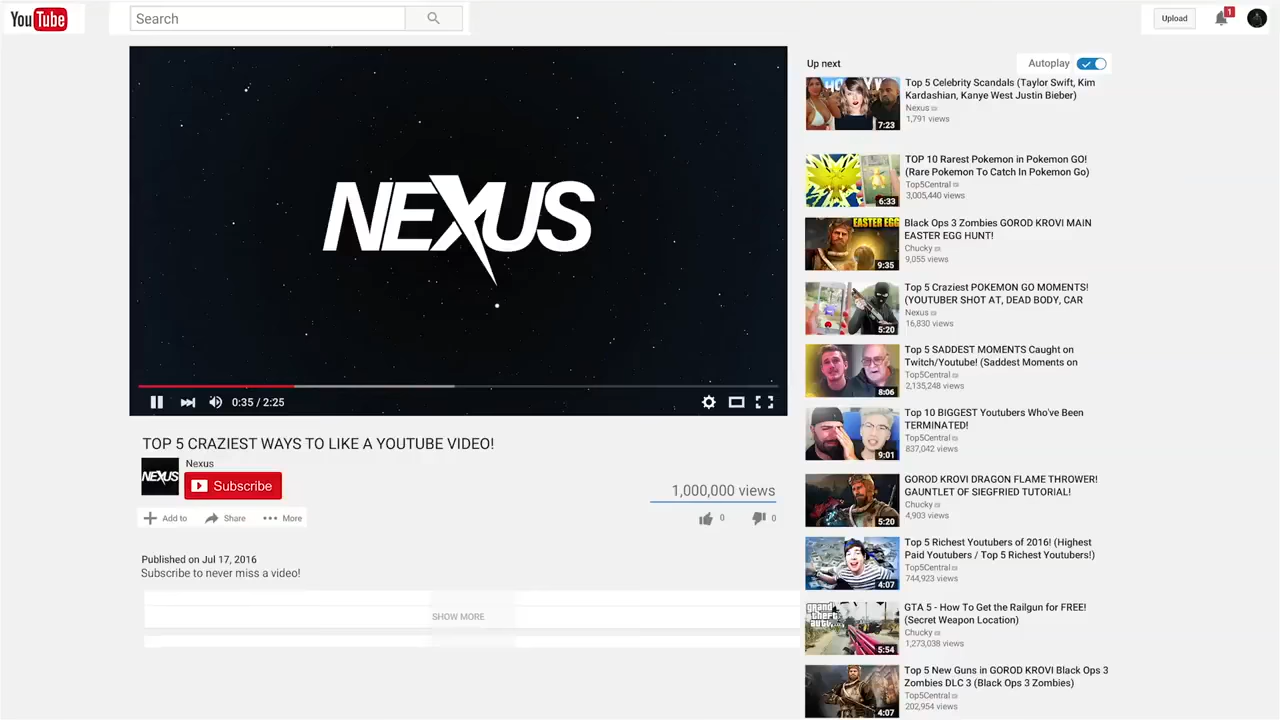 YouTube
Search
Upload
1
NEXUS
0:35 / 2:25
TOP 5 CRAZIEST WAYS TO LIKE A YOUTUBE VIDEO!
NEXUS
Nexus
Subscribe
1,000,000 views
Add to
Share
More
0
0
Published on Jul 17, 2016
Subscribe to never miss a video!
SHOW MORE
Up next
Autoplay
7:23
Top 5 Celebrity Scandals (Taylor Swift, Kim
Kardashian, Kanye West Justin Bieber)
Nexus
1,791 views
6:33
TOP 10 Rarest Pokemon in Pokemon GO!
(Rare Pokemon To Catch In Pokemon Go)
Top5Central
3,005,440 views
EASTER EGG
9:35
Black Ops 3 Zombies GOROD KROVI MAIN
EASTER EGG HUNT!
Chucky
9,055 views
5:20
Top 5 Craziest POKEMON GO MOMENTS!
(YOUTUBER SHOT AT, DEAD BODY, CAR
Nexus
16,830 views
8:06
Top 5 SADDEST MOMENTS Caught on
Twitch/Youtube! (Saddest Moments on
Top5Central
2,135,248 views
9:01
Top 10 BIGGEST Youtubers Who've Been
TERMINATED!
Top5Central
837,042 views
5:20
GOROD KROVI DRAGON FLAME THROWER!
GAUNTLET OF SIEGFRIED TUTORIAL!
Chucky
4,903 views
4:07
Top 5 Richest Youtubers of 2016! (Highest
Paid Youtubers / Top 5 Richest Youtubers!)
Top5Central
744,923 views
grand
theft
auto
5:54
GTA 5 - How To Get the Railgun for FREE!
(Secret Weapon Location)
Chucky
1,273,038 views
4:07
Top 5 New Guns in GOROD KROVI Black Ops 3
Zombies DLC 3 (Black Ops 3 Zombies)
Top5Central
202,954 views